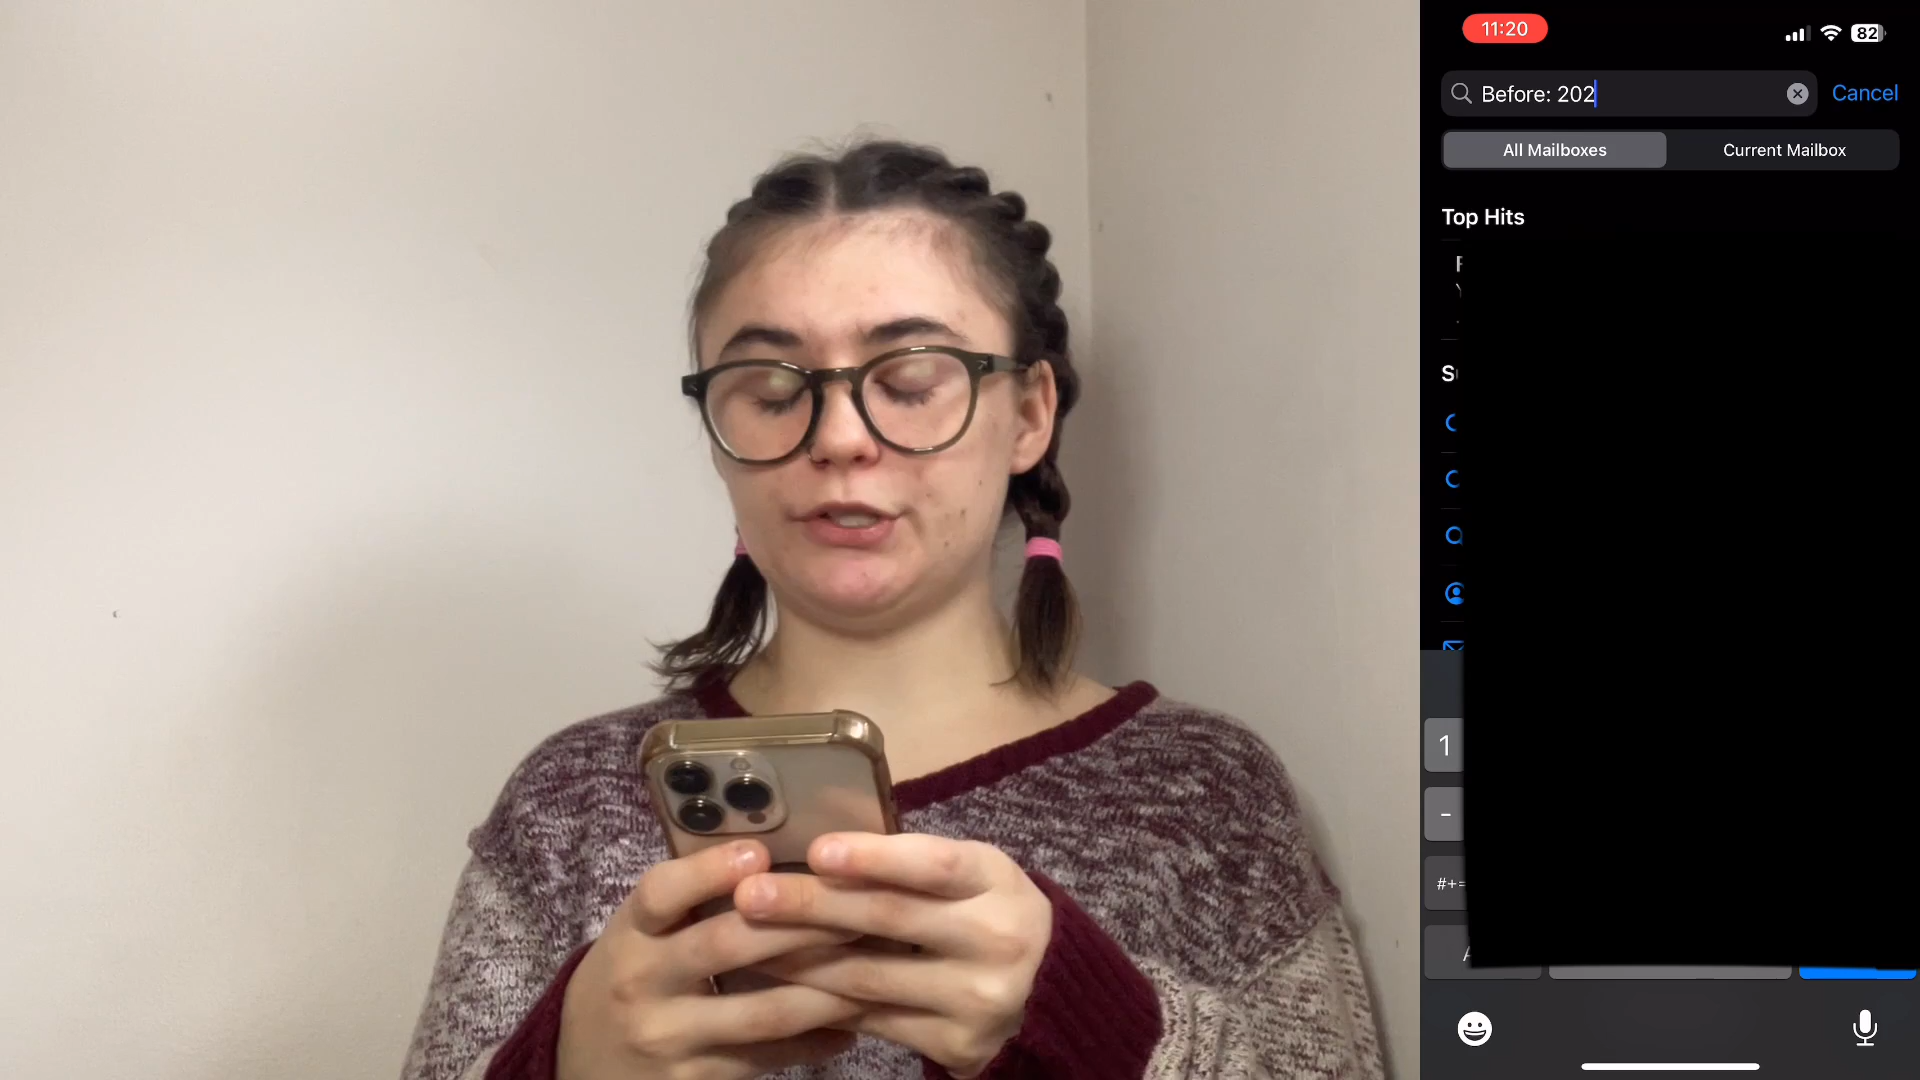 11:20
82
Before: 202
Cancel
All Mailboxes
Current Mailbox
Top Hits
1
-
#+=